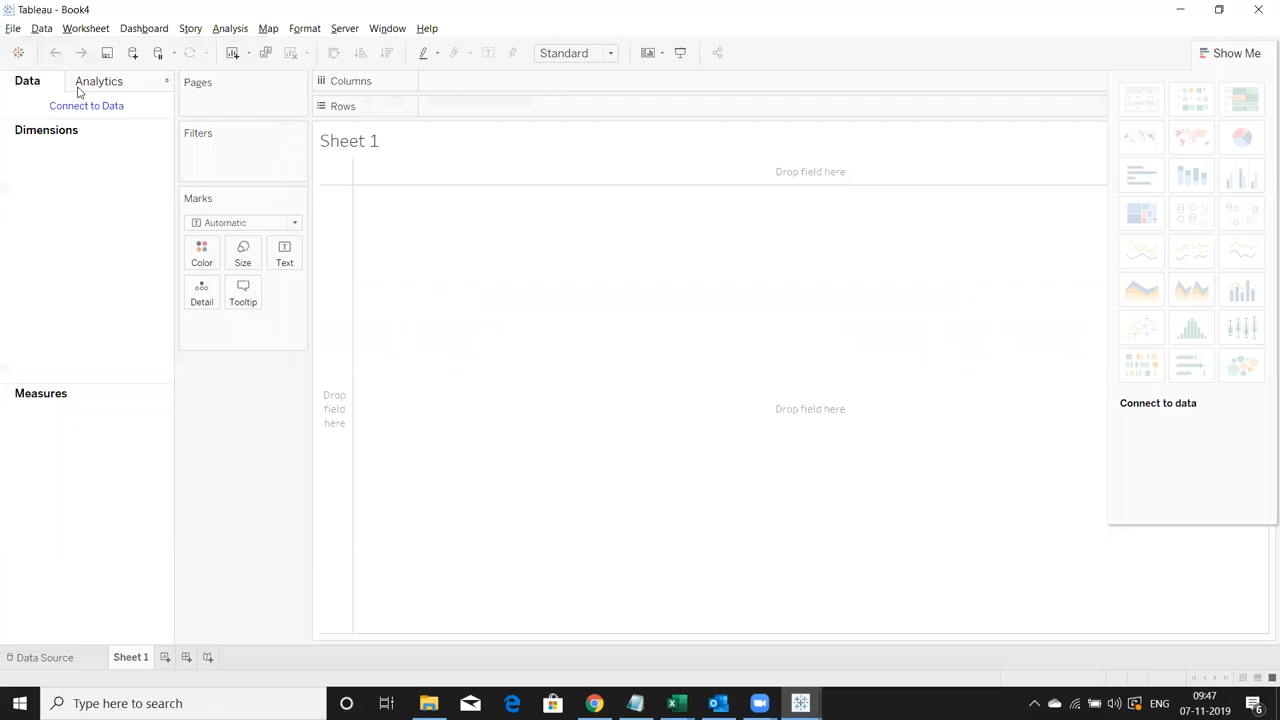 Tableau - Book4
File Data Worksheet Dashboard Story Analysis Map Format Server Window Help
Standard
Show Me
Data Analytics
Connect to Data
Dimensions
Measures
Pages
Filters
Marks
Automatic
Color Size Text
Detail Tooltip
Columns
Rows
Sheet 1
Drop field here
Drop
field
here
Drop field here
Connect to data
Data Source Sheet 1
Type here to search
ENG
09:47
07-11-2019
6